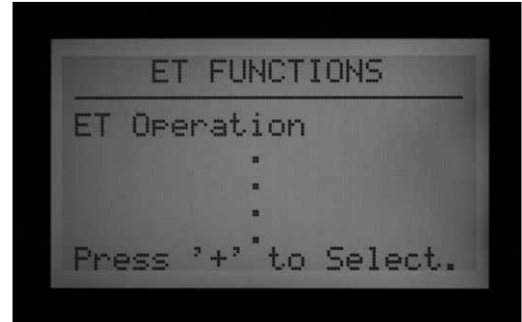 ET FUNCTIONS
ET Operation
.
.
.
.
Press '+' to Select.